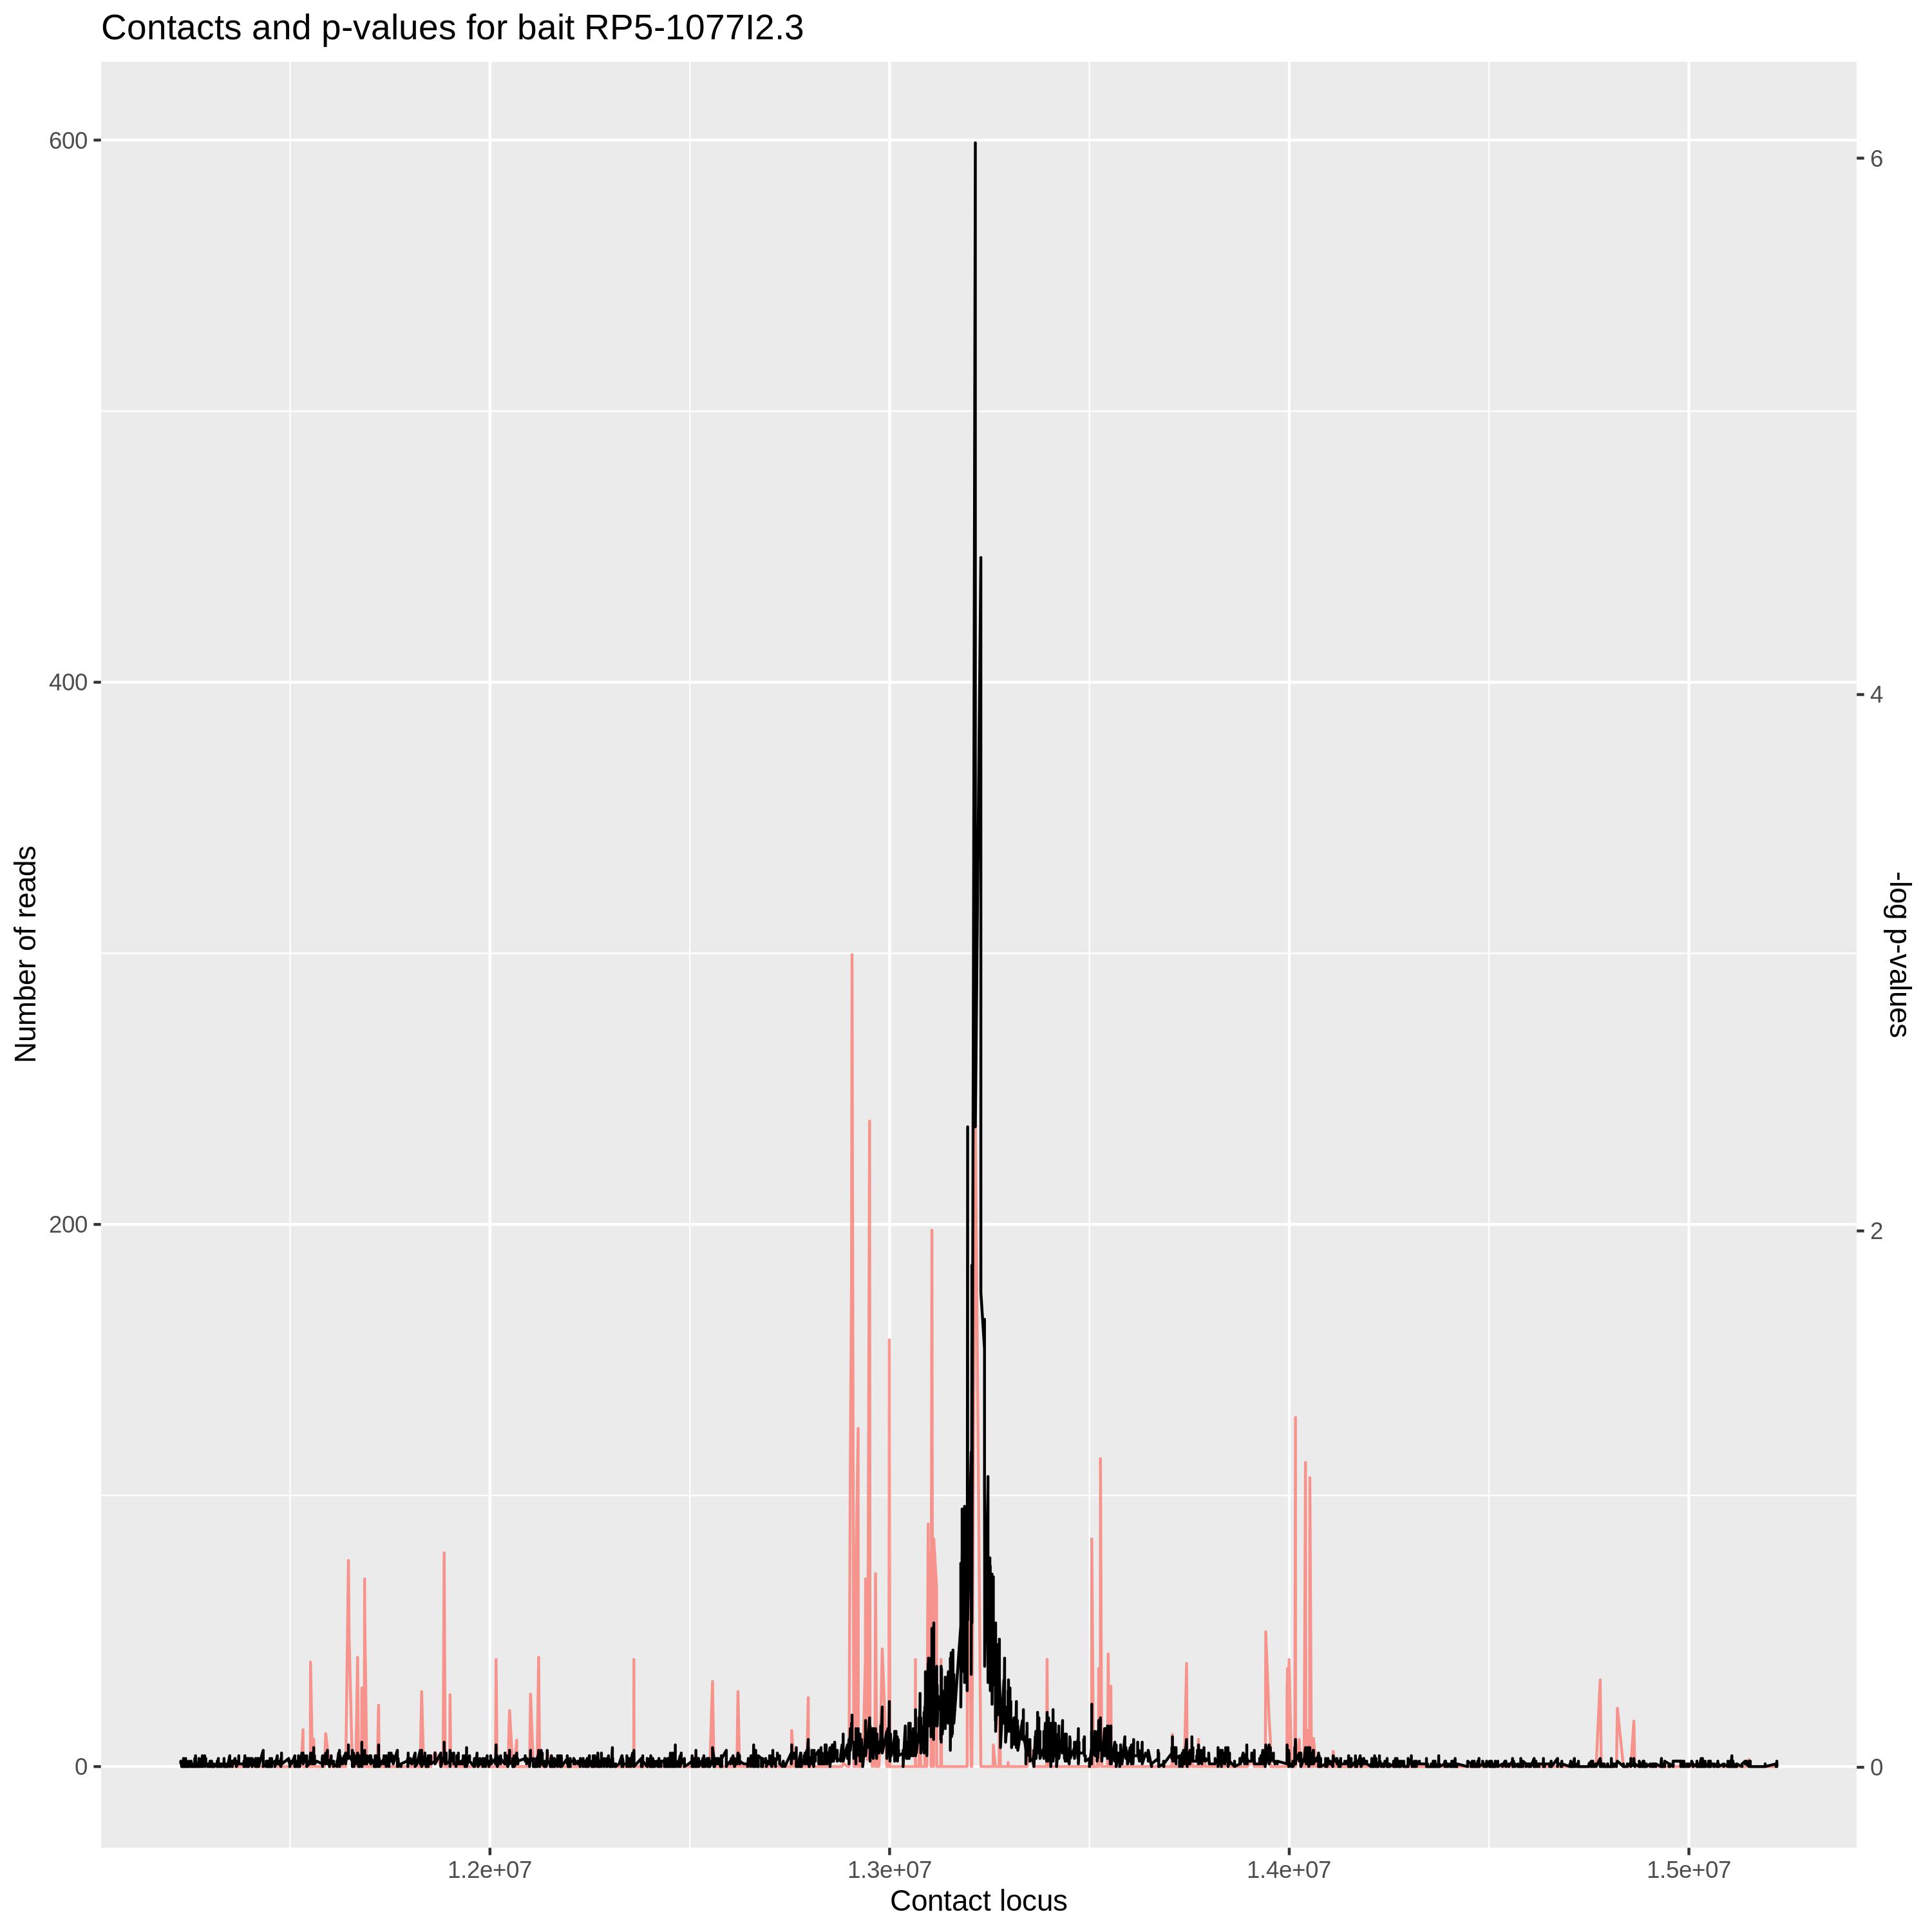 Contacts and p-values for bait RP5-1077I2.3
600
400
200
0
6
4
2
0
Number of reads
-log p-values
1.2e+07
1.3e+07
1.4e+07
1.5e+07
Contact locus